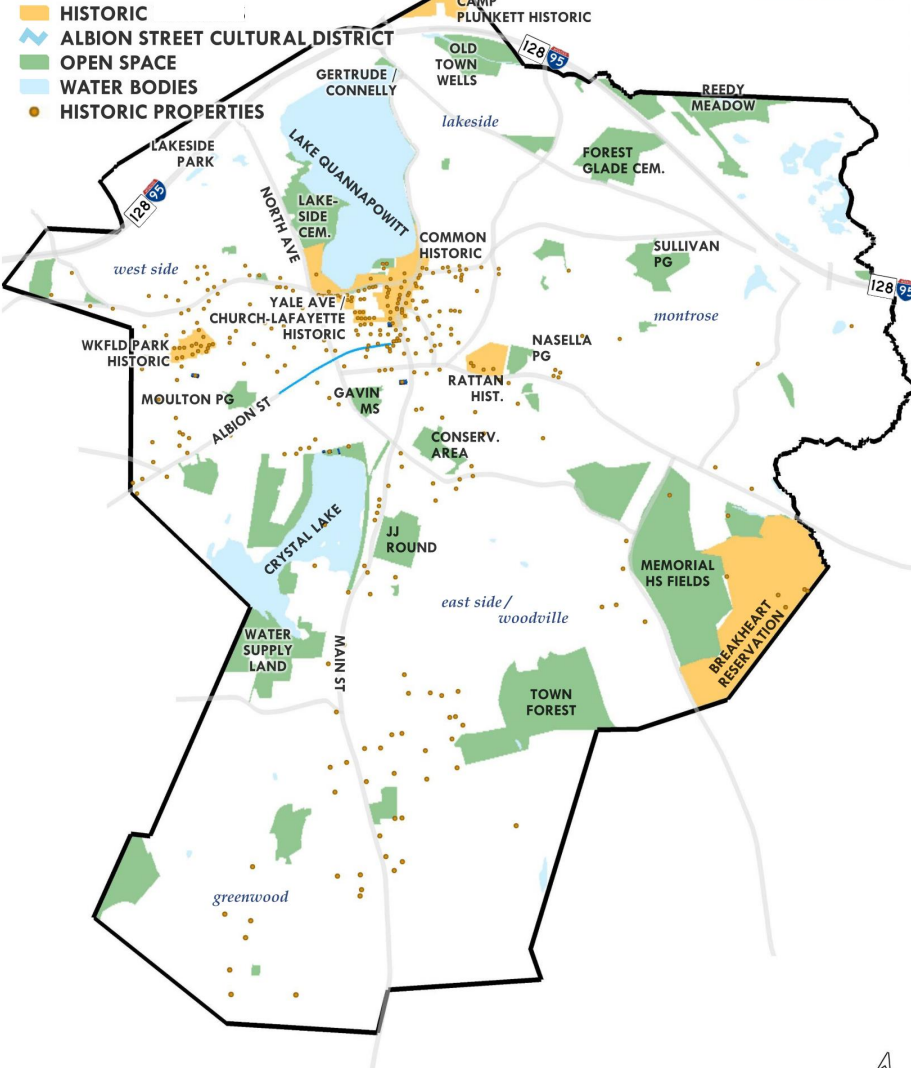 CAMP
PLUNKETT HISTORIC
HISTORIC
ALBION STREET CULTURAL DISTRICT
OPEN SPACE
WATER BODIES
HISTORIC PROPERTIES
OLD
TOWN
WELLS
128
95
GERTRUDE /
CONNELLY
REEDY
MEADOW
lakeside
LAKESIDE
PARK
LAKE QUANNAPOWITT
FOREST
GLADE CEM.
128
95
NORTH AVE
LAKE-
SIDE
CEM.
COMMON
HISTORIC
SULLIVAN
PG
west side
128
95
YALE AVE /
CHURCH-LAFAYETTE
HISTORIC
montrose
WKFLD PARK
HISTORIC
NASELLA
PG
RATTAN
HIST.
MOULTON PG
GAVIN
MS
ALBION ST
CONSERV.
AREA
CRYSTAL LAKE
JJ
ROUND
MEMORIAL
HS FIELDS
east side/
woodville
BREAKHEART
RESERVATION
WATER
SUPPLY
LAND
MAIN ST
TOWN
FOREST
greenwood